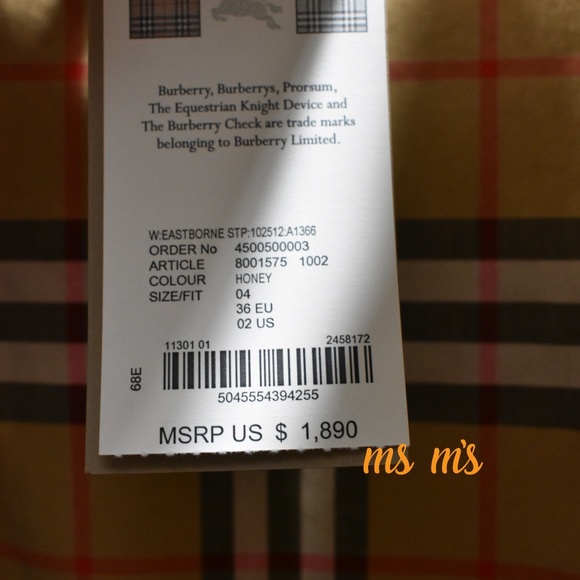 Burberry, Burberrys, Prorsum,
The Equestrian Knight Device and
The Burberry Check are trade marks
belonging to Burberry Limited.
W:EASTBORNE STP:102512:A1366
ORDER No 4500500003
ARTICLE 8001575 1002
COLOUR HONEY
SIZE/FIT 04
36 EU
02 US
11301 01 2458172
68E
5045554394255
MSRP US $ 1,890
ms m's